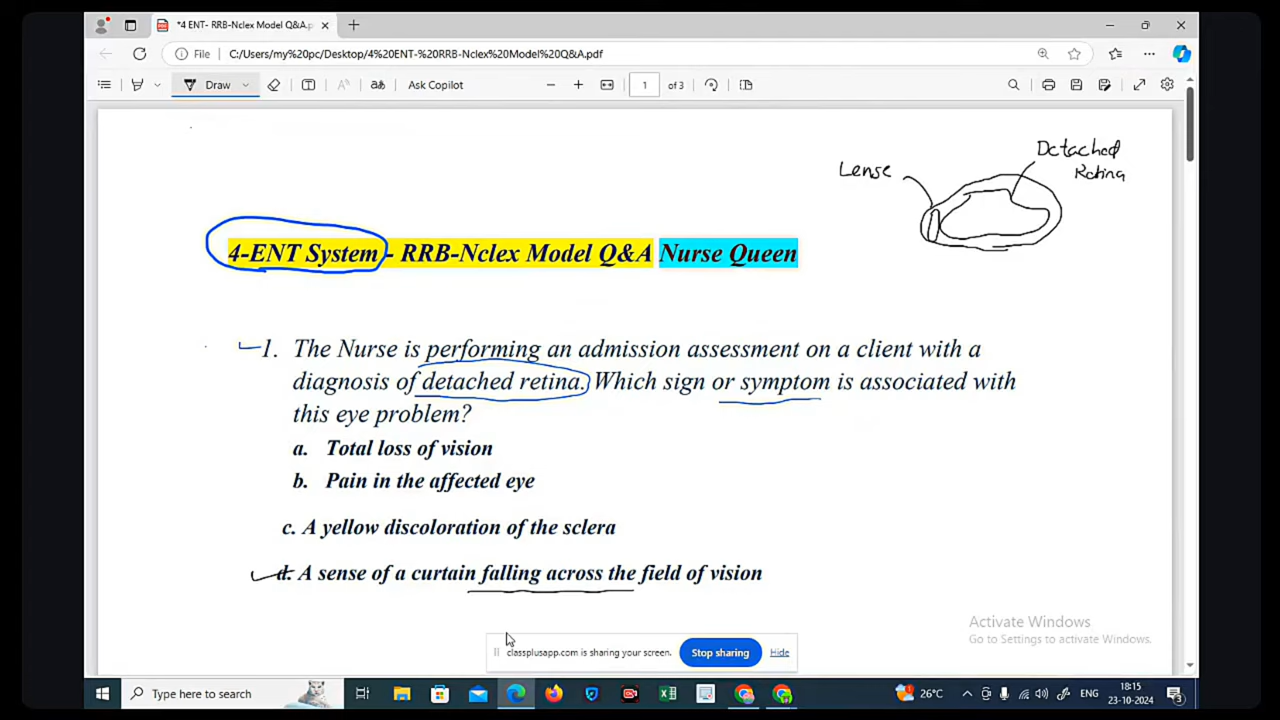 *4 ENT- RRB-Nclex Model Q&A.p
File C:/Users/my%20pc/Desktop/4%20ENT-%20RRB-Nclex%20Model%20Q&A.pdf
Draw Ask Copilot 1 of 3
Detached
Lense Retina
4-ENT System - RRB-Nclex Model Q&A Nurse Queen
1. The Nurse is performing an admission assessment on a client with a
diagnosis of detached retina. Which sign or symptom is associated with
this eye problem?
a. Total loss of vision
b. Pain in the affected eye
c. A yellow discoloration of the sclera
d. A sense of a curtain falling across the field of vision
Activate Windows
Go to Settings to activate Windows.
classplusapp.com is sharing your screen. Stop sharing Hide
Type here to search 26°C ENG 18:15
23-10-2024